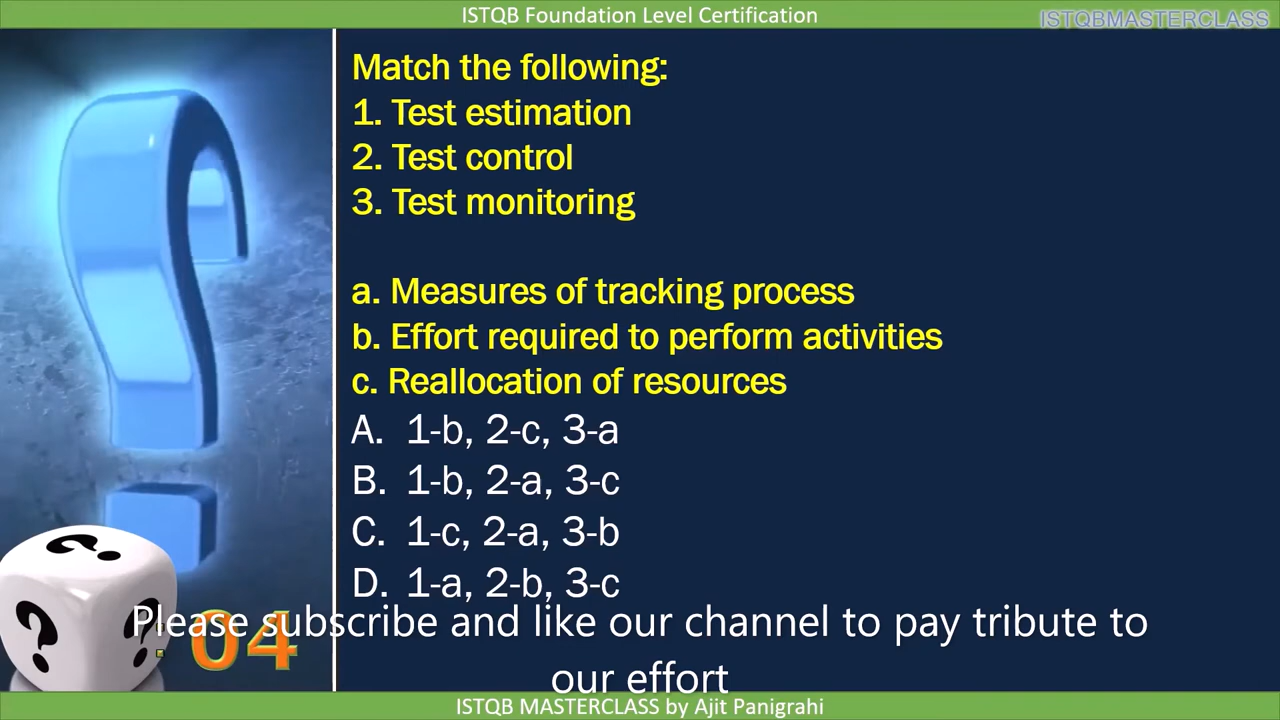 ISTQB Foundation Level Certification
ISTQBMASTERCLASS
Match the following:
1. Test estimation
2. Test control
3. Test monitoring
a. Measures of tracking process
b. Effort required to perform activities
c. Reallocation of resources
A. 1-b, 2-c, 3-a
B. 1-b, 2-a, 3-c
C. 1-c, 2-a, 3-b
D. 1-a, 2-b, 3-c
: 04
Please subscribe and like our channel to pay tribute to
our effort
ISTQB MASTERCLASS by Ajit Panigrahi